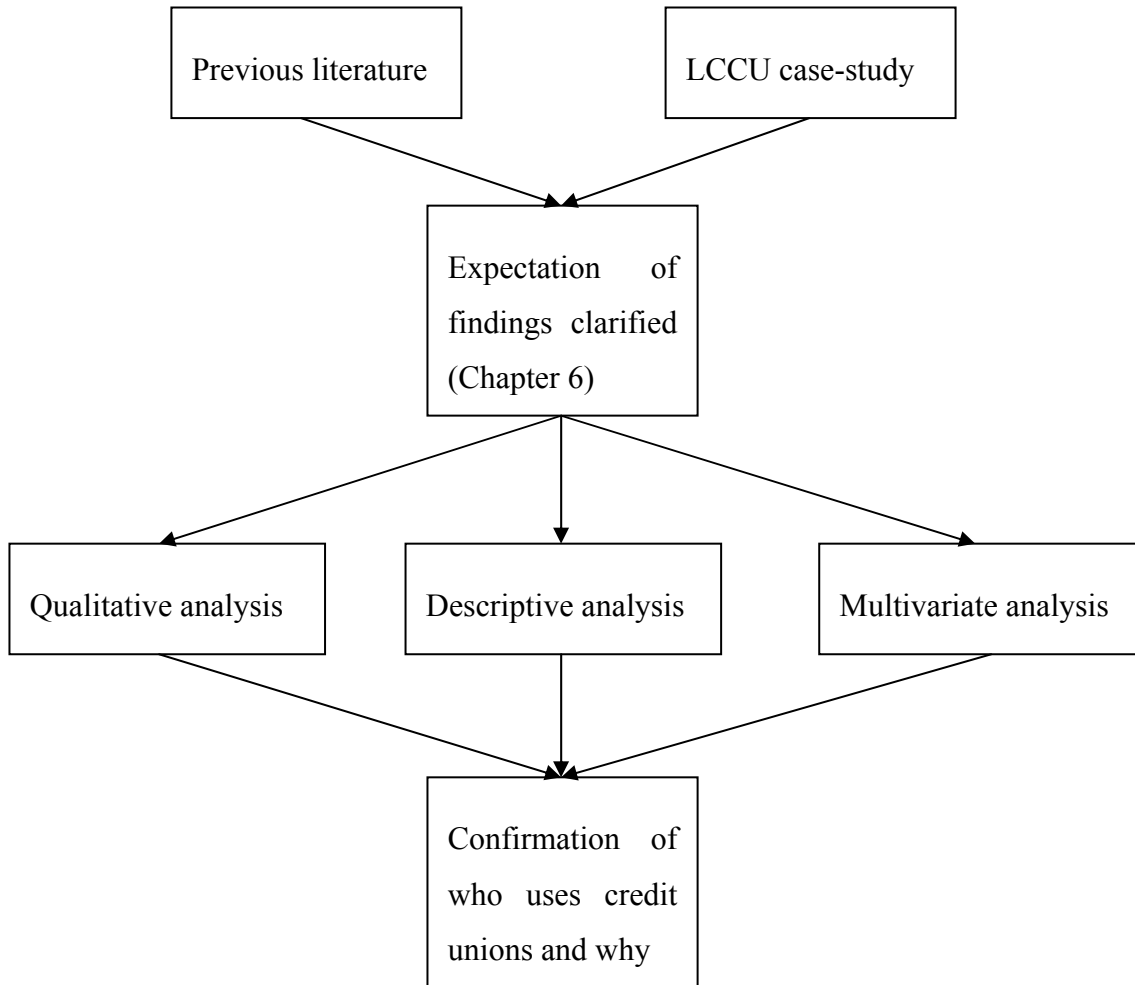 Previous literature
LCCU case-study
Expectation of
findings clarified
(Chapter 6)
Qualitative analysis
Descriptive analysis
Multivariate analysis
Confirmation of
who uses credit
unions and why